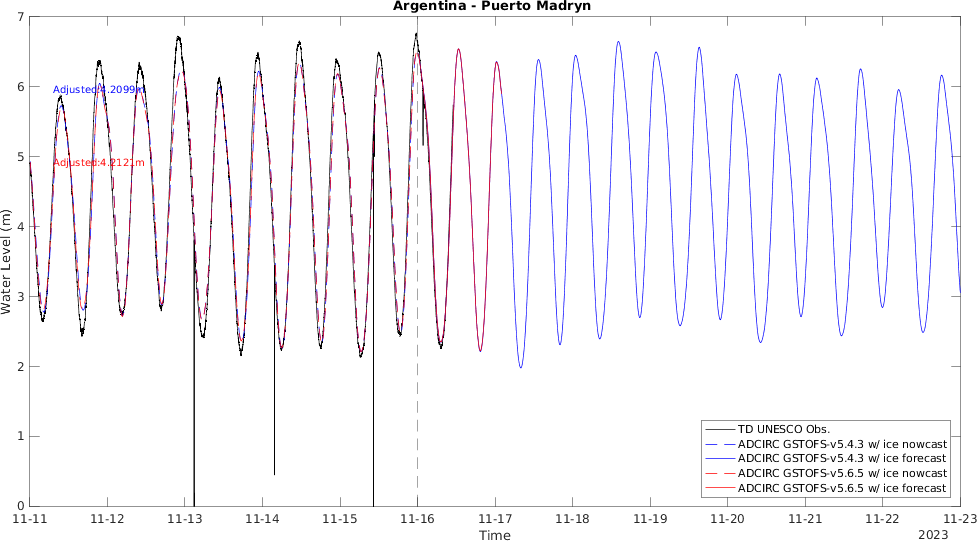 Argentina - Puerto Madryn
Water Level (m)
7
6
5
4
3
2
1
0
Adjusted:4.2099m
Adjusted:4.2121m
TD UNESCO Obs.
ADCIRC GSTOFS-v5.4.3 w/ ice nowcast
ADCIRC GSTOFS-v5.4.3 w/ ice forecast
ADCIRC GSTOFS-v5.6.5 w/ ice nowcast
ADCIRC GSTOFS-v5.6.5 w/ ice forecast
11-11 11-12 11-13 11-14 11-15 11-16 11-17 11-18 11-19 11-20 11-21 11-22 11-23
Time
2023